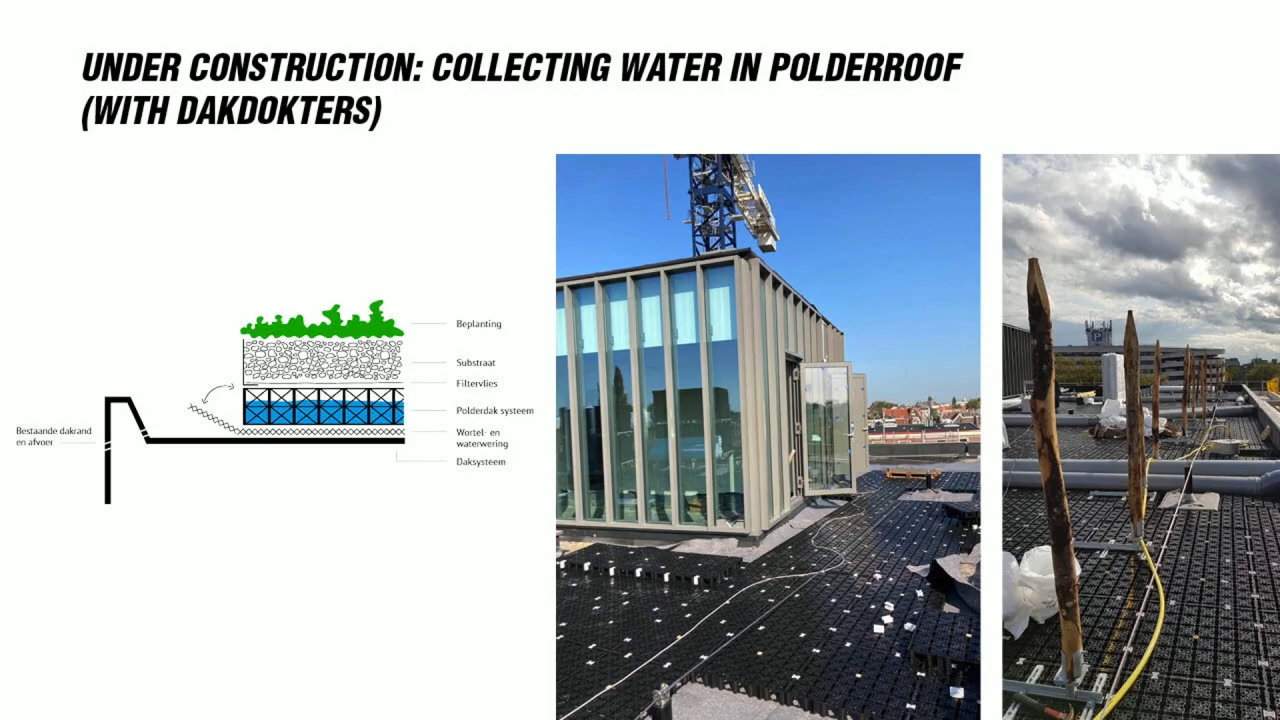 UNDER CONSTRUCTION: COLLECTING WATER IN POLDERROOF
(WITH DAKDOKTERS)
Beplanting
Substraat
Filtervlies
Polderdak systeem
Bestaande dakrand
en afvoer
Wortel- en
waterwering
Daksysteem
P